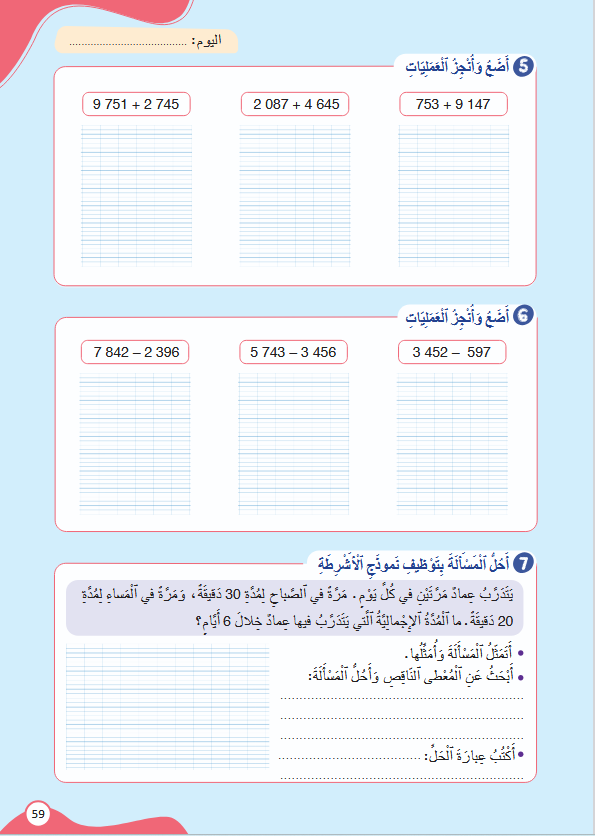 اليوم: ......................................
5 أَضَعُ وَأُنْجِزُ ٱلْعَمَلِيّاتِ
753 + 9 147
2 087 + 4 645
9 751 + 2 745
6 أَضَعُ وَأُنْجِزُ ٱلْعَمَلِيّاتِ
3 452 – 597
5 743 – 3 456
7 842 – 2 396
7 أَحُلُّ ٱلْمَسْأَلَةَ بِتَوْظيفِ نَموذَجِ ٱلْأَشْرِطَةِ
يَتَدَرَّبُ عِمادٌ مَرَّتَيْنِ في كُلِّ يَوْمٍ. مَرَّةً في ٱلصَّباحِ لِمُدَّةِ 30 دَقيقَةً، وَمَرَّةً في ٱلْمَساءِ لِمُدَّةِ
20 دَقيقَةً. ما ٱلْمُدَّةُ ٱلْإِجْمالِيَّةُ ٱلَّتي يَتَدَرَّبُ فيها عِمادٌ خِلالَ 6 أَيّامٍ؟
• أَتَمَثَّلُ ٱلْمَسْأَلَةَ وَأُمَثِّلُها.
• أَبْحَثُ عَنِ ٱلْمُعْطى ٱلنّاقِصِ وَأَحُلُّ ٱلْمَسْأَلَةَ:
......................................................
......................................................
......................................................
• أَكْتُبُ عِبارَةَ ٱلْحَلِّ: ................................
......................................................
59